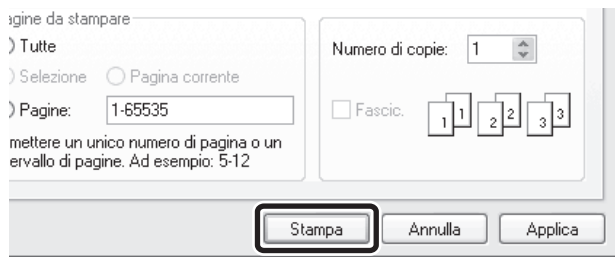 agine da stampare
Tutte
Selezione Pagina corrente
Pagine: 1-65535
mettere un unico numero di pagina o un
ervallo di pagine. Ad esempio: 5-12
Numero di copie: 1
Fascic.
1 1 2 2 3 3
Stampa Annulla Applica